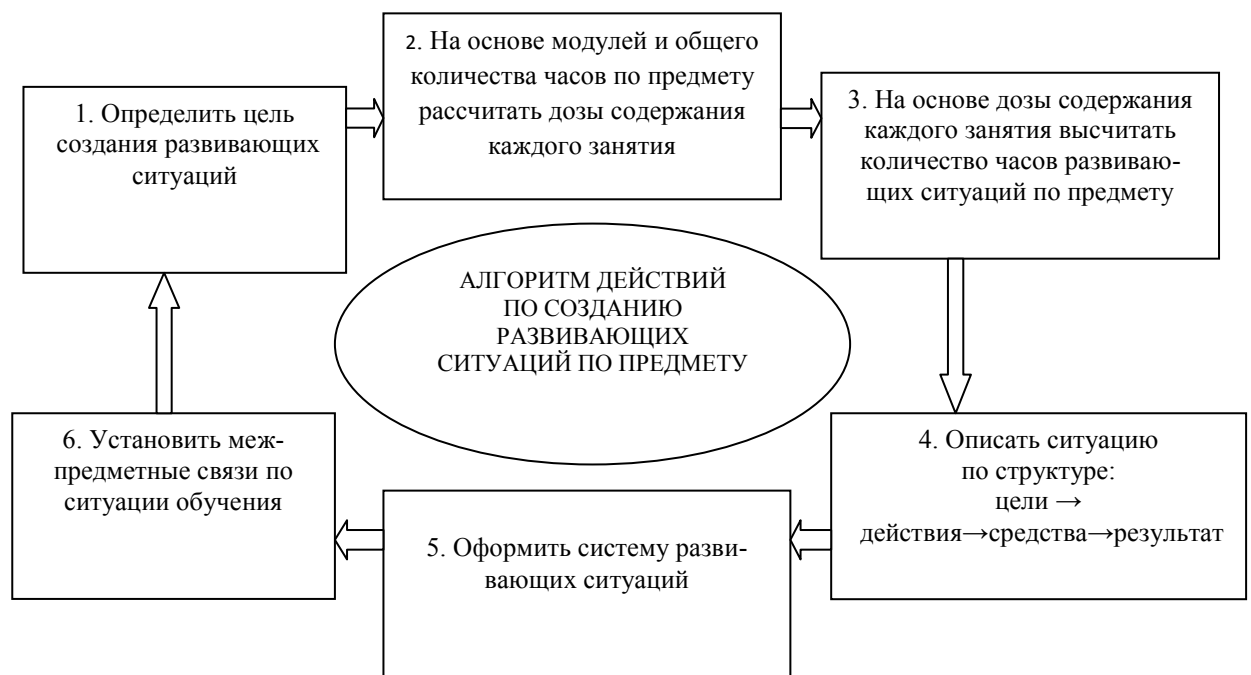 1. Определить цель
создания развивающих
ситуаций
2. На основе модулей и общего
количества часов по предмету
рассчитать дозы содержания
каждого занятия
3. На основе дозы содержания
каждого занятия высчитать
количество часов развиваю-
щих ситуаций по предмету
АЛГОРИТМ ДЕЙСТВИЙ
ПО СОЗДАНИЮ
РАЗВИВАЮЩИХ
СИТУАЦИЙ ПО ПРЕДМЕТУ
4. Описать ситуацию
по структуре:
цели →
действия→средства→результат
5. Оформить систему разви-
вающих ситуаций
6. Установить меж-
предметные связи по
ситуации обучения